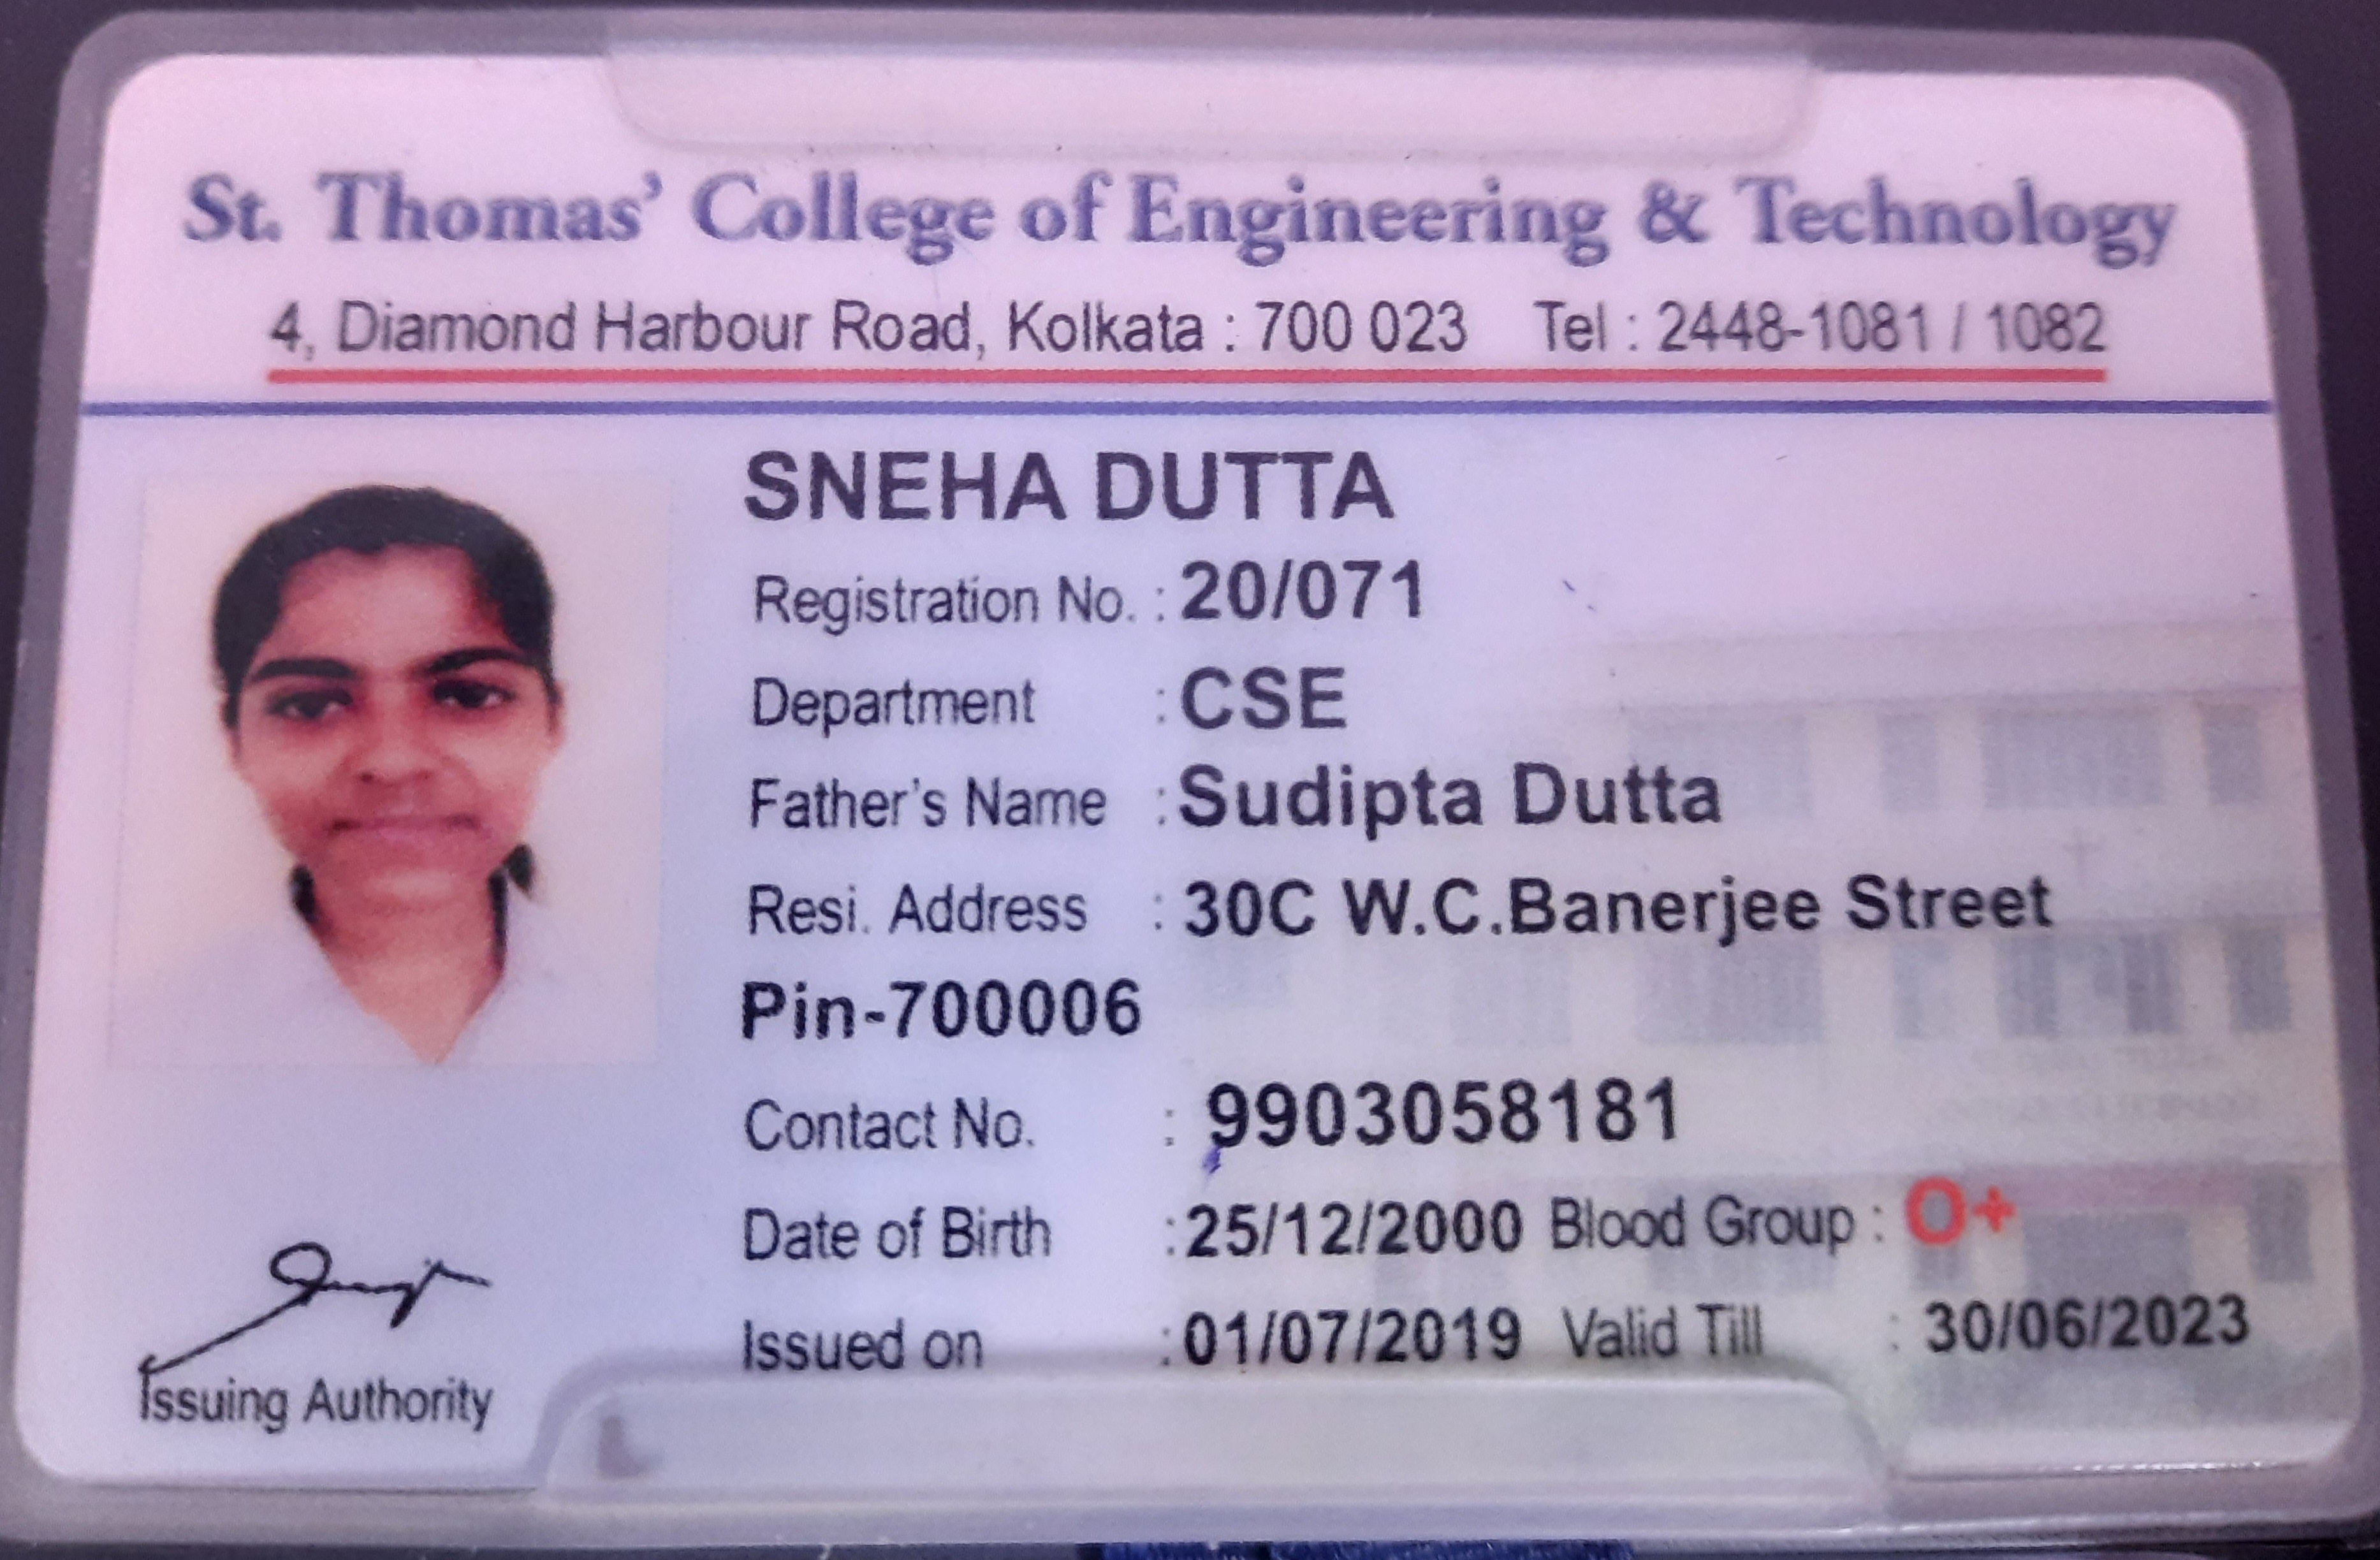 St. Thomas' College of Engineering & Technology
4, Diamond Harbour Road, Kolkata : 700 023 Tel : 2448-1081 / 1082
SNEHA DUTTA
Registration No. : 20/071
Department : CSE
Father's Name : Sudipta Dutta
Resi. Address : 30C W.C.Banerjee Street
Pin-700006
Contact No. : 9903058181
Date of Birth : 25/12/2000 Blood Group : O+
Issued on : 01/07/2019 Valid Till : 30/06/2023
Issuing Authority